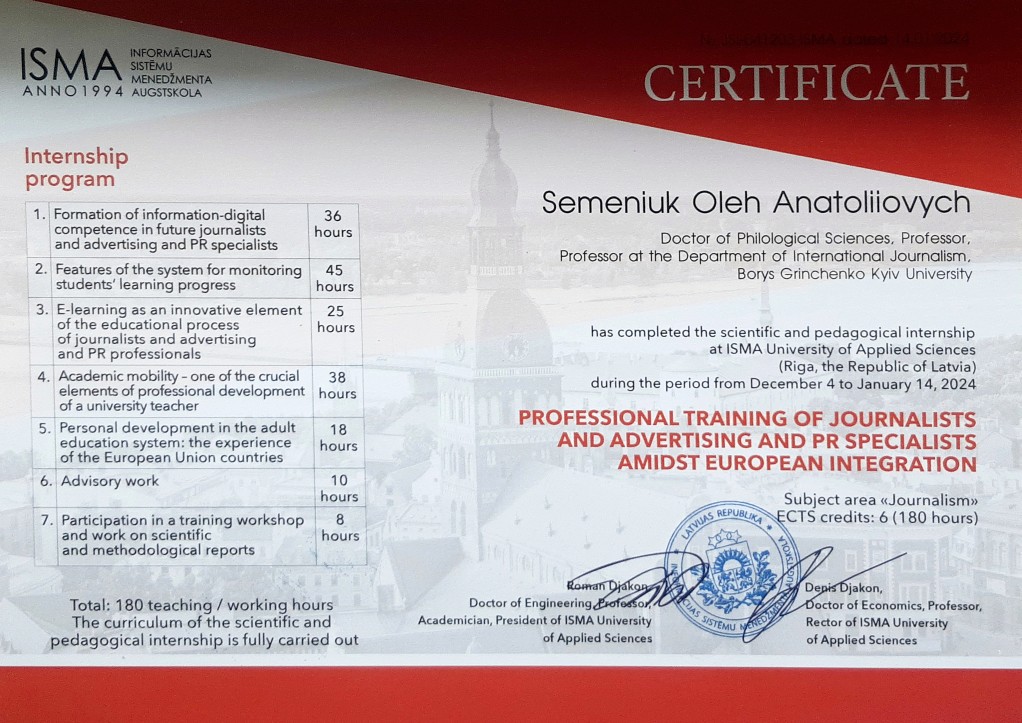 ISMA
ANNO 1994
INFORMĀCIJAS
SISTĒMU
MENEDŽMENTA
AUGSTSKOLA
CERTIFICATE
Internship
program
1. Formation of information-digital
competence in future journalists
and advertising and PR specialists
36
hours
2. Features of the system for monitoring
students' learning progress
45
hours
3. E-learning as an innovative element
of the educational process
of journalists and advertising
and PR professionals
25
hours
4. Academic mobility – one of the crucial
elements of professional development
of a university teacher
38
hours
5. Personal development in the adult
education system: the experience
of the European Union countries
18
hours
6. Advisory work
10
hours
7. Participation in a training workshop
and work on scientific
and methodological reports
8
hours
Total: 180 teaching / working hours
The curriculum of the scientific and
pedagogical internship is fully carried out
Semeniuk Oleh Anatoliiovych
Doctor of Philological Sciences, Professor,
Professor at the Department of International Journalism,
Borys Grinchenko Kyiv University
has completed the scientific and pedagogical internship
at ISMA University of Applied Sciences
(Riga, the Republic of Latvia)
during the period from December 4 to January 14, 2024
PROFESSIONAL TRAINING OF JOURNALISTS
AND ADVERTISING AND PR SPECIALISTS
AMIDST EUROPEAN INTEGRATION
Subject area «Journalism»
ECTS credits: 6 (180 hours)
LATVIJAS REPUBLIKA
INFORMĀCIJAS SISTĒMU MENEDŽMENTA AUGSTSKOLA
Roman Djakon,
Doctor of Engineering, Professor,
Academician, President of ISMA University
of Applied Sciences
Denis Djakon,
Doctor of Economics, Professor,
Rector of ISMA University
of Applied Sciences